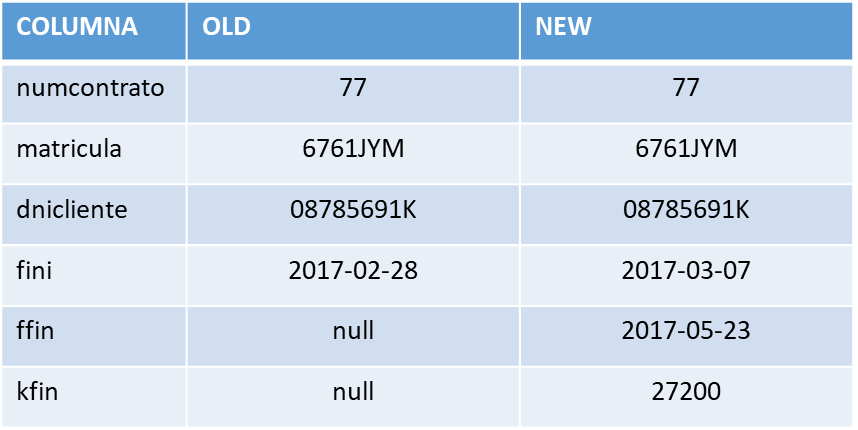 COLUMNA OLD NEW
numcontrato 77 77
matricula 6761JYM 6761JYM
dnicliente 08785691K 08785691K
fini 2017-02-28 2017-03-07
ffin null 2017-05-23
kfin null 27200